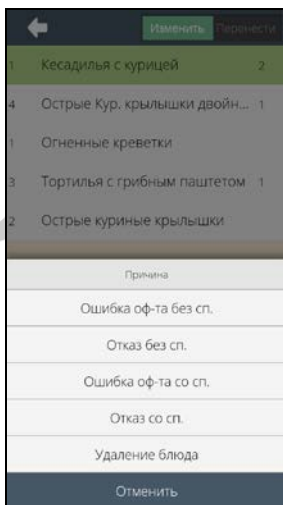 Изменить Перенести
1 Кесадилья с курицей 2
4 Острые Кур. крылышки двойн... 1
1 Огненные креветки
3 Тортилья с грибным паштетом 1
2 Острые куриные крылышки
Причина
Ошибка оф-та без сп.
Отказ без сп.
Ошибка оф-та со сп.
Отказ со сп.
Удаление блюда
Отменить